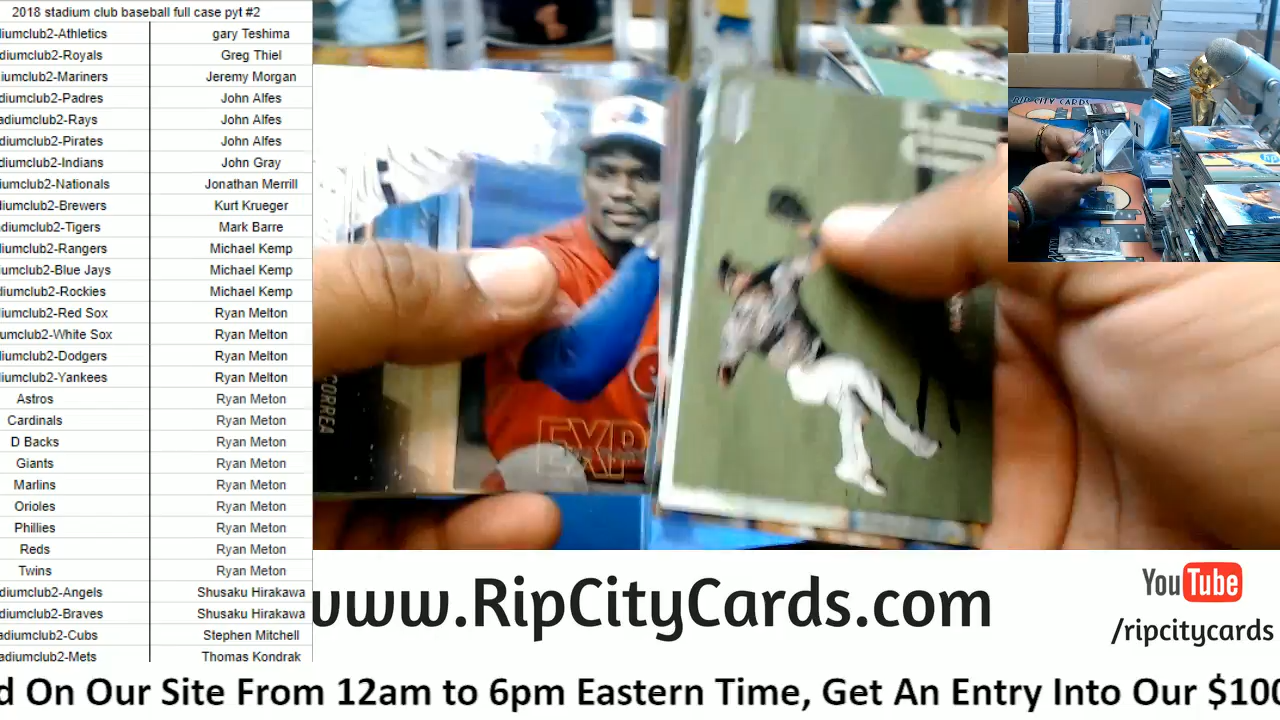 2018 stadium club baseball full case pyt #2
diumclub2-Athletics gary Teshima
diumclub2-Royals Greg Thiel
iumclub2-Mariners Jeremy Morgan
diumclub2-Padres John Alfes
adiumclub2-Rays John Alfes
diumclub2-Pirates John Alfes
diumclub2-Indians John Gray
iumclub2-Nationals Jonathan Merrill
diumclub2-Brewers Kurt Krueger
adiumclub2-Tigers Mark Barre
diumclub2-Rangers Michael Kemp
diumclub2-Blue Jays Michael Kemp
diumclub2-Rockies Michael Kemp
diumclub2-Red Sox Ryan Melton
umclub2-White Sox Ryan Melton
diumclub2-Dodgers Ryan Melton
diumclub2-Yankees Ryan Melton
Astros Ryan Meton
Cardinals Ryan Meton
D Backs Ryan Meton
Giants Ryan Meton
Marlins Ryan Meton
Orioles Ryan Meton
Phillies Ryan Meton
Reds Ryan Meton
Twins Ryan Meton
diumclub2-Angels Shusaku Hirakawa
diumclub2-Braves Shusaku Hirakawa
adiumclub2-Cubs Stephen Mitchell
adiumclub2-Mets Thomas Kondrak
CORREA
EXP
RIP CITY CARDS
www.RipCityCards.com
YouTube
/ripcitycards
d On Our Site From 12am to 6pm Eastern Time, Get An Entry Into Our $100